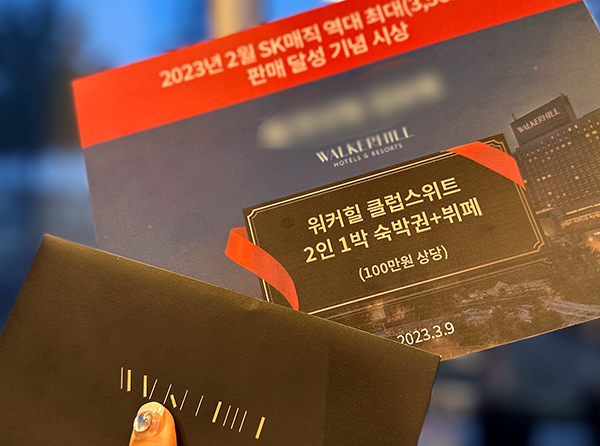 2023년 2월 SK매직 역대 최대(3,5
판매 달성 기념 시상
WALKERHILL
HOTELS & RESORTS
WALKERHILL
워커힐 클럽스위트
2인 1박 숙박권+뷔페
(100만원 상당)
2023.3.9